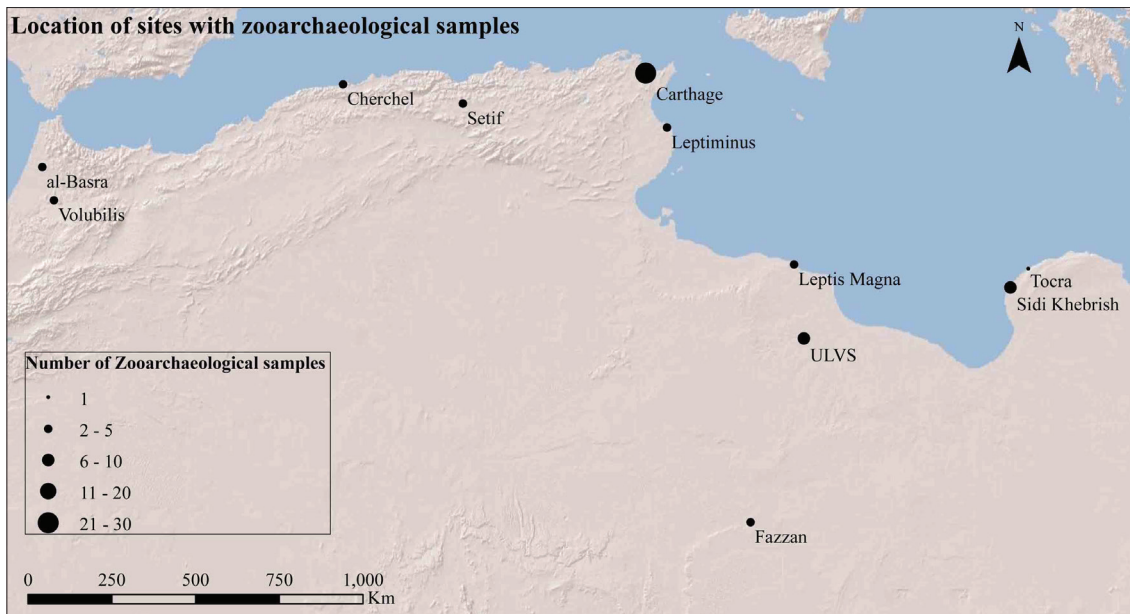 Location of sites with zooarchaeological samples
N
Cherchel
Setif
Carthage
Leptiminus
al-Basra
Volubilis
Leptis Magna
Tocra
Sidi Khebrish
ULVS
Fazzan
Number of Zooarchaeological samples
1
2 - 5
6 - 10
11 - 20
21 - 30
0 250 500 750 1,000
Km